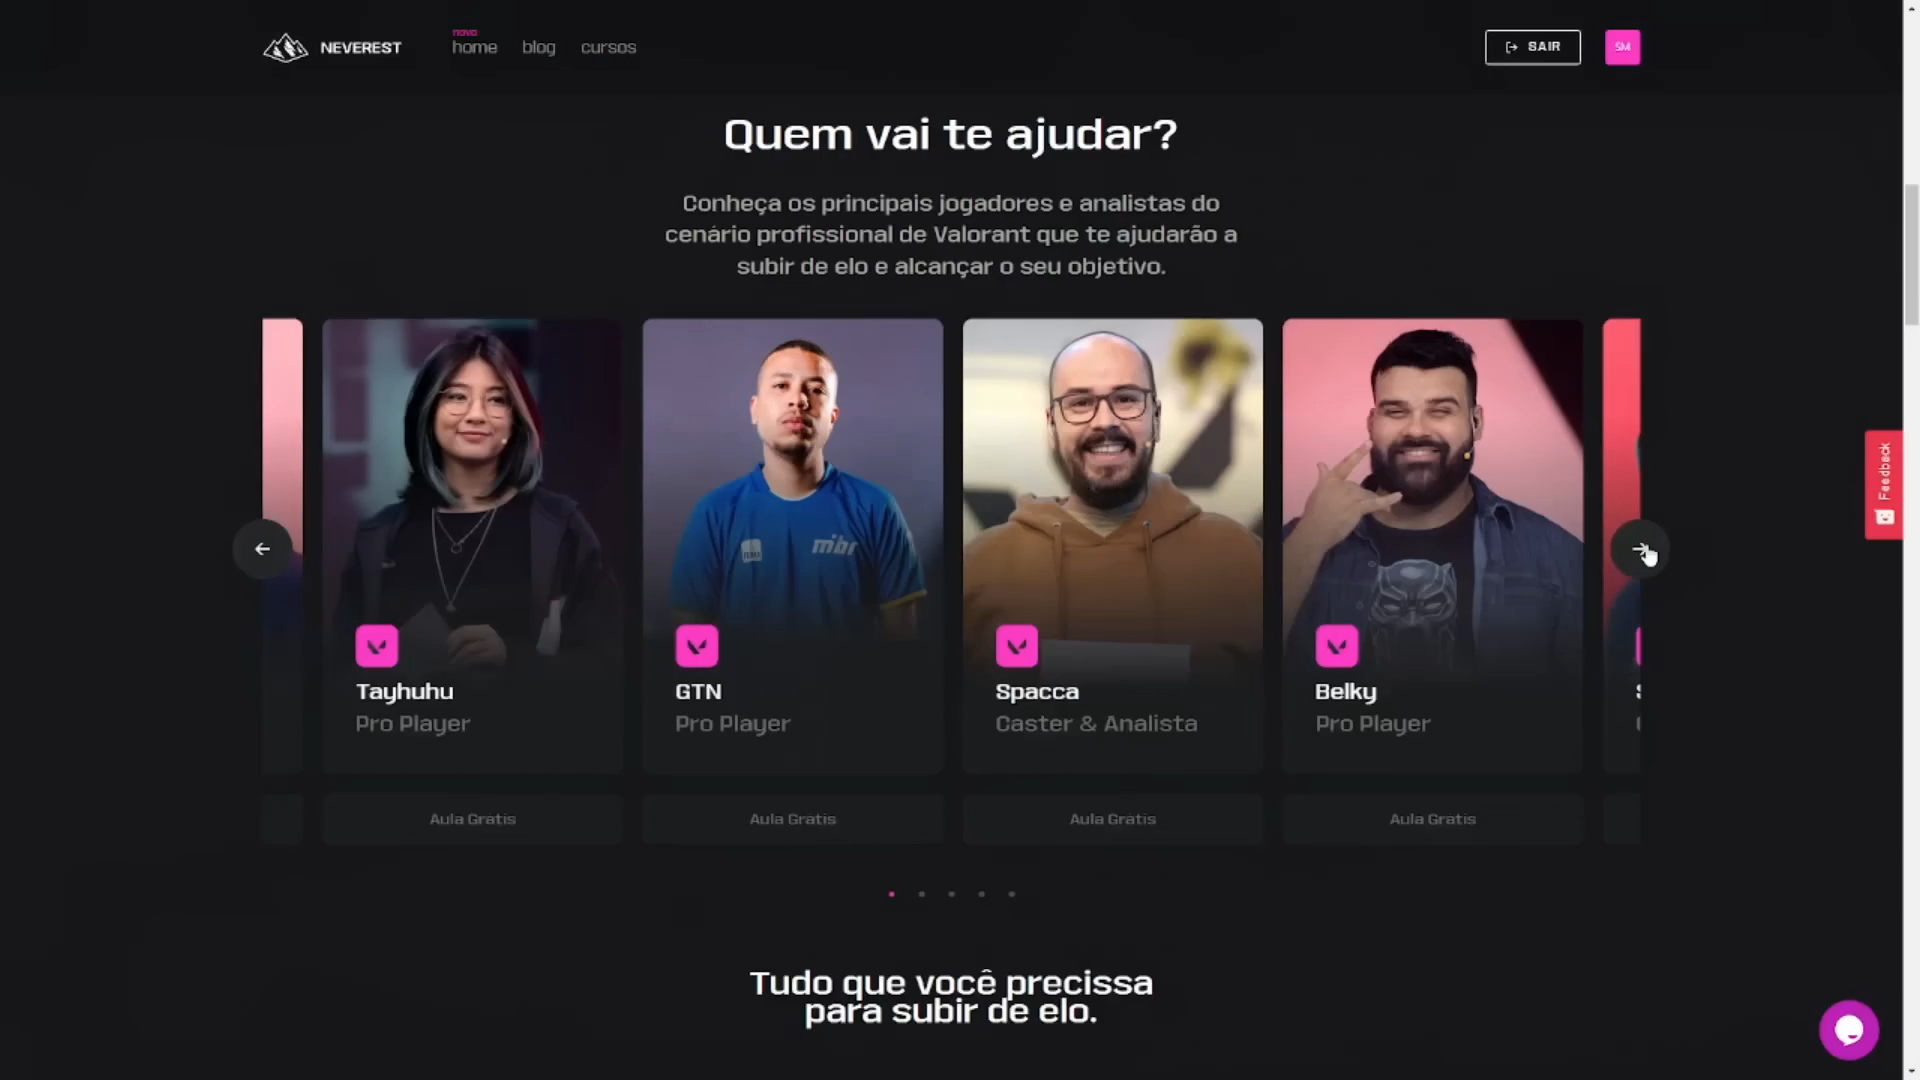 NEVEREST
novo
home
blog
cursos
SAIR
SM
Quem vai te ajudar?
Conheça os principais jogadores e analistas do
cenário profissional de Valorant que te ajudarão a
subir de elo e alcançar o seu objetivo.
mibr
Tayhuhu
Pro Player
GTN
Pro Player
Spacca
Caster & Analista
Belky
Pro Player
Aula Gratis
Aula Gratis
Aula Gratis
Aula Gratis
Feedback
Tudo que você precissa
para subir de elo.